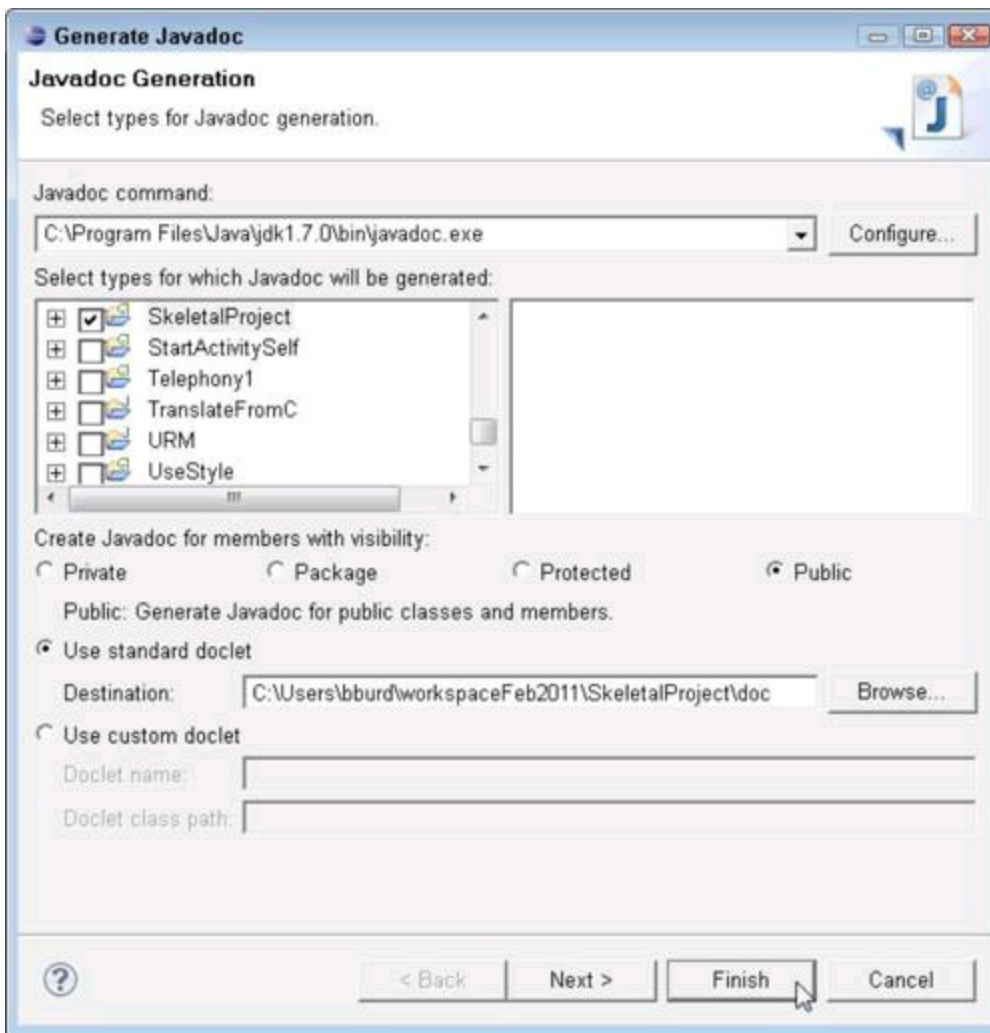 Generate Javadoc
Javadoc Generation
Select types for Javadoc generation.
@
J
Javadoc command:
C:\Program Files\Java\jdk1.7.0\bin\javadoc.exe
Configure...
Select types for which Javadoc will be generated:
SkeletalProject
StartActivitySelf
Telephony1
TranslateFromC
URM
UseStyle
Create Javadoc for members with visibility:
Private Package Protected Public
Public: Generate Javadoc for public classes and members.
Use standard doclet
Destination: C:\Users\bburd\workspaceFeb2011\SkeletalProject\doc Browse...
Use custom doclet
Doclet name:
Doclet class path:
? < Back Next > Finish Cancel